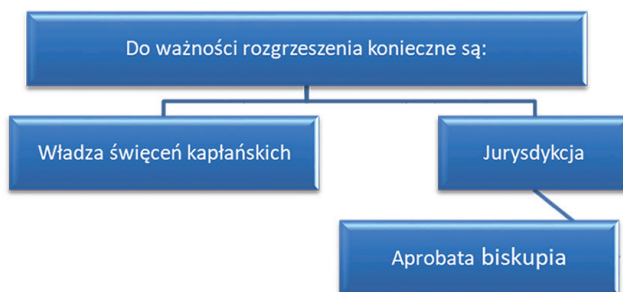 Do ważności rozgrzeszenia konieczne są:
Władza święceń kapłańskich
Jurysdykcja
Aprobata biskupia